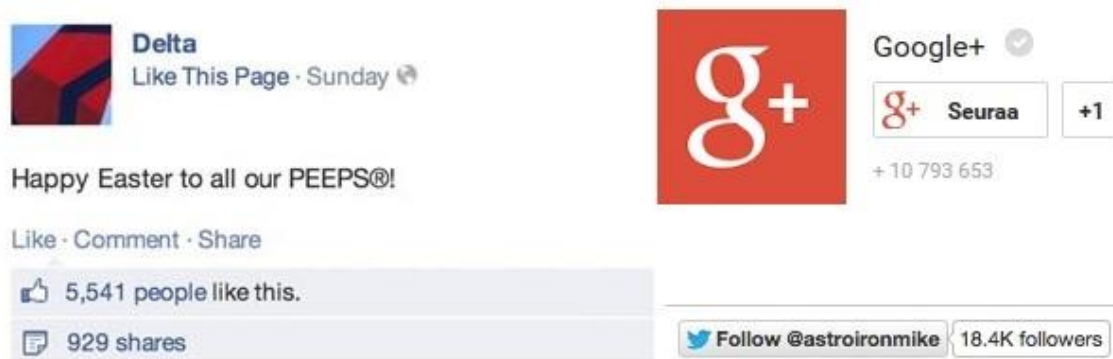 Delta
Like This Page · Sunday
Happy Easter to all our PEEPS®!
Like · Comment · Share
5,541 people like this.
929 shares
g+
Google+
g+ Seuraa +1
+ 10 793 653
Follow @astroironmike 18.4K followers